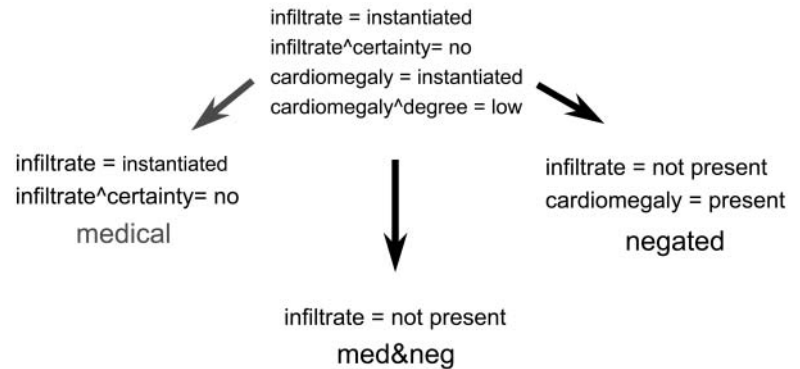 infiltrate = instantiated
infiltrate^certainty= no
cardiomegaly = instantiated
cardiomegaly^degree = low
infiltrate = instantiated
infiltrate^certainty= no
medical
infiltrate = not present
cardiomegaly = present
negated
infiltrate = not present
med&neg